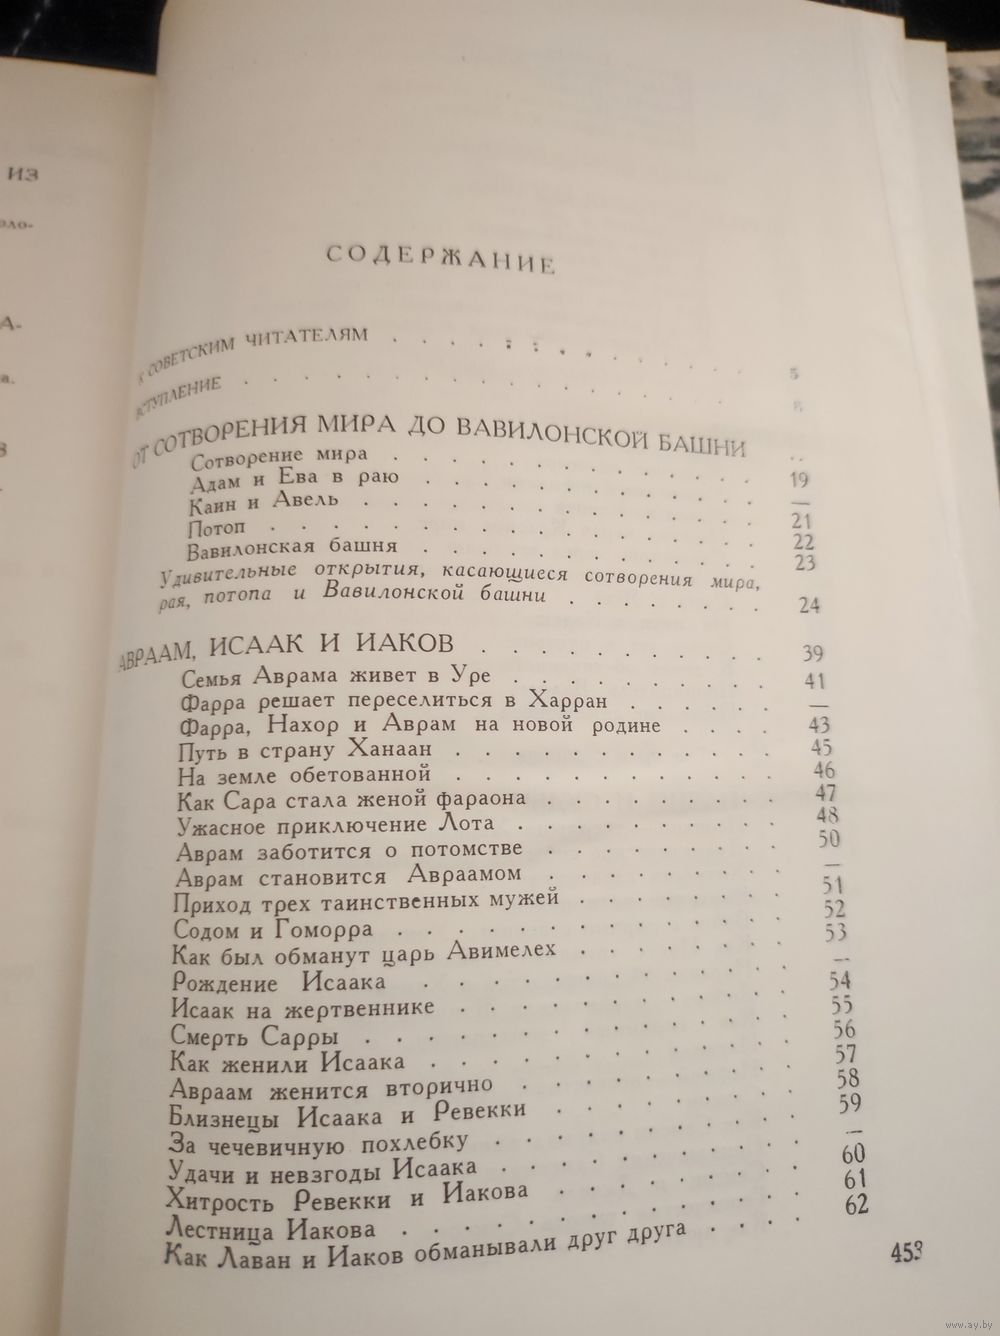 ИЗ
СОДЕРЖАНИЕ
К СОВЕТСКИМ ЧИТАТЕЛЯМ 5
ВСТУПЛЕНИЕ 8
ОТ СОТВОРЕНИЯ МИРА ДО ВАВИЛОНСКОЙ БАШНИ
Сотворение мира
Адам и Ева в раю 19
Каин и Авель —
Потоп 21
Вавилонская башня 22
23
Удивительные открытия, касающиеся сотворения мира,
рая, потопа и Вавилонской башни 24
АВРААМ, ИСААК И ИАКОВ 39
Семья Аврама живет в Уре 41
Фарра решает переселиться в Харран —
Фарра, Нахор и Аврам на новой родине 43
Путь в страну Ханаан 45
На земле обетованной 46
Как Сара стала женой фараона 47
Ужасное приключение Лота 48
Аврам заботится о потомстве 50
Аврам становится Авраамом —
Приход трех таинственных мужей 51
Содом и Гоморра 52
Как был обманут царь Авимелех 53
Рождение Исаака —
Исаак на жертвеннике 54
Смерть Сарры 55
Как женили Исаака 56
Авраам женится вторично 57
Близнецы Исаака и Ревекки 58
За чечевичную похлебку 59
Удачи и невзгоды Исаака —
Хитрость Ревекки и Иакова 60
Лестница Иакова 61
Как Лаван и Иаков обманывали друг друга 62
453
www.ay.by